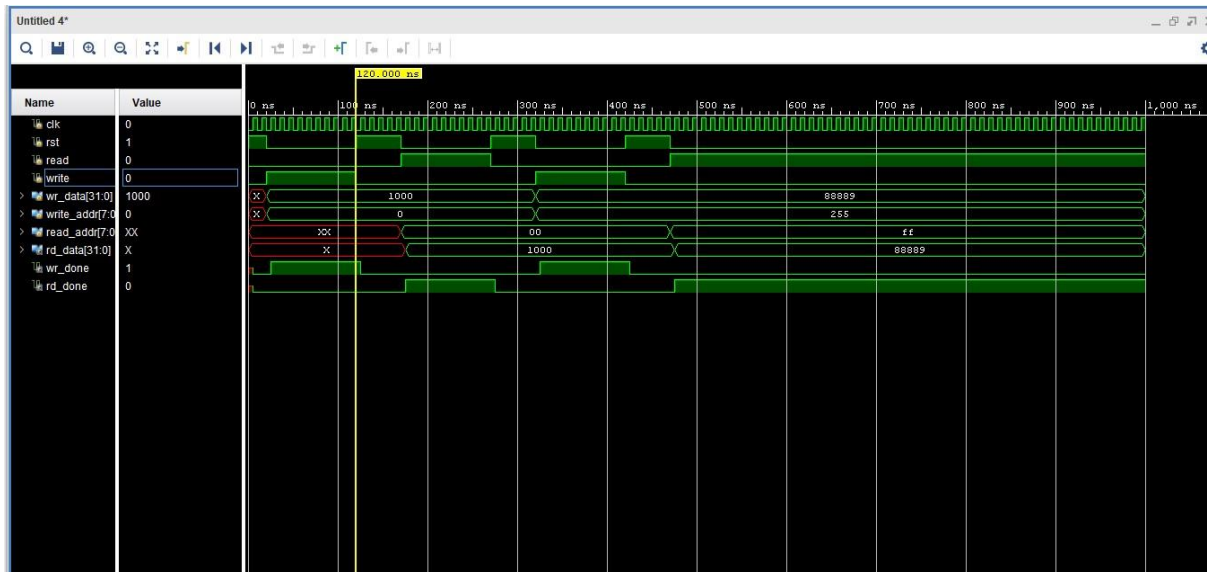 Untitled 4*
120.000 ns
Name Value
0 ns 100 ns 200 ns 300 ns 400 ns 500 ns 600 ns 700 ns 800 ns 900 ns 1,000 ns
clk 0
rst 1
read 0
write 0
wr_data[31:0] 1000 X 1000 88889
write_addr[7:0 0 X 0 255
read_addr[7:0 XX XX 00 ff
rd_data[31:0] X X 1000 88889
wr_done 1
rd_done 0